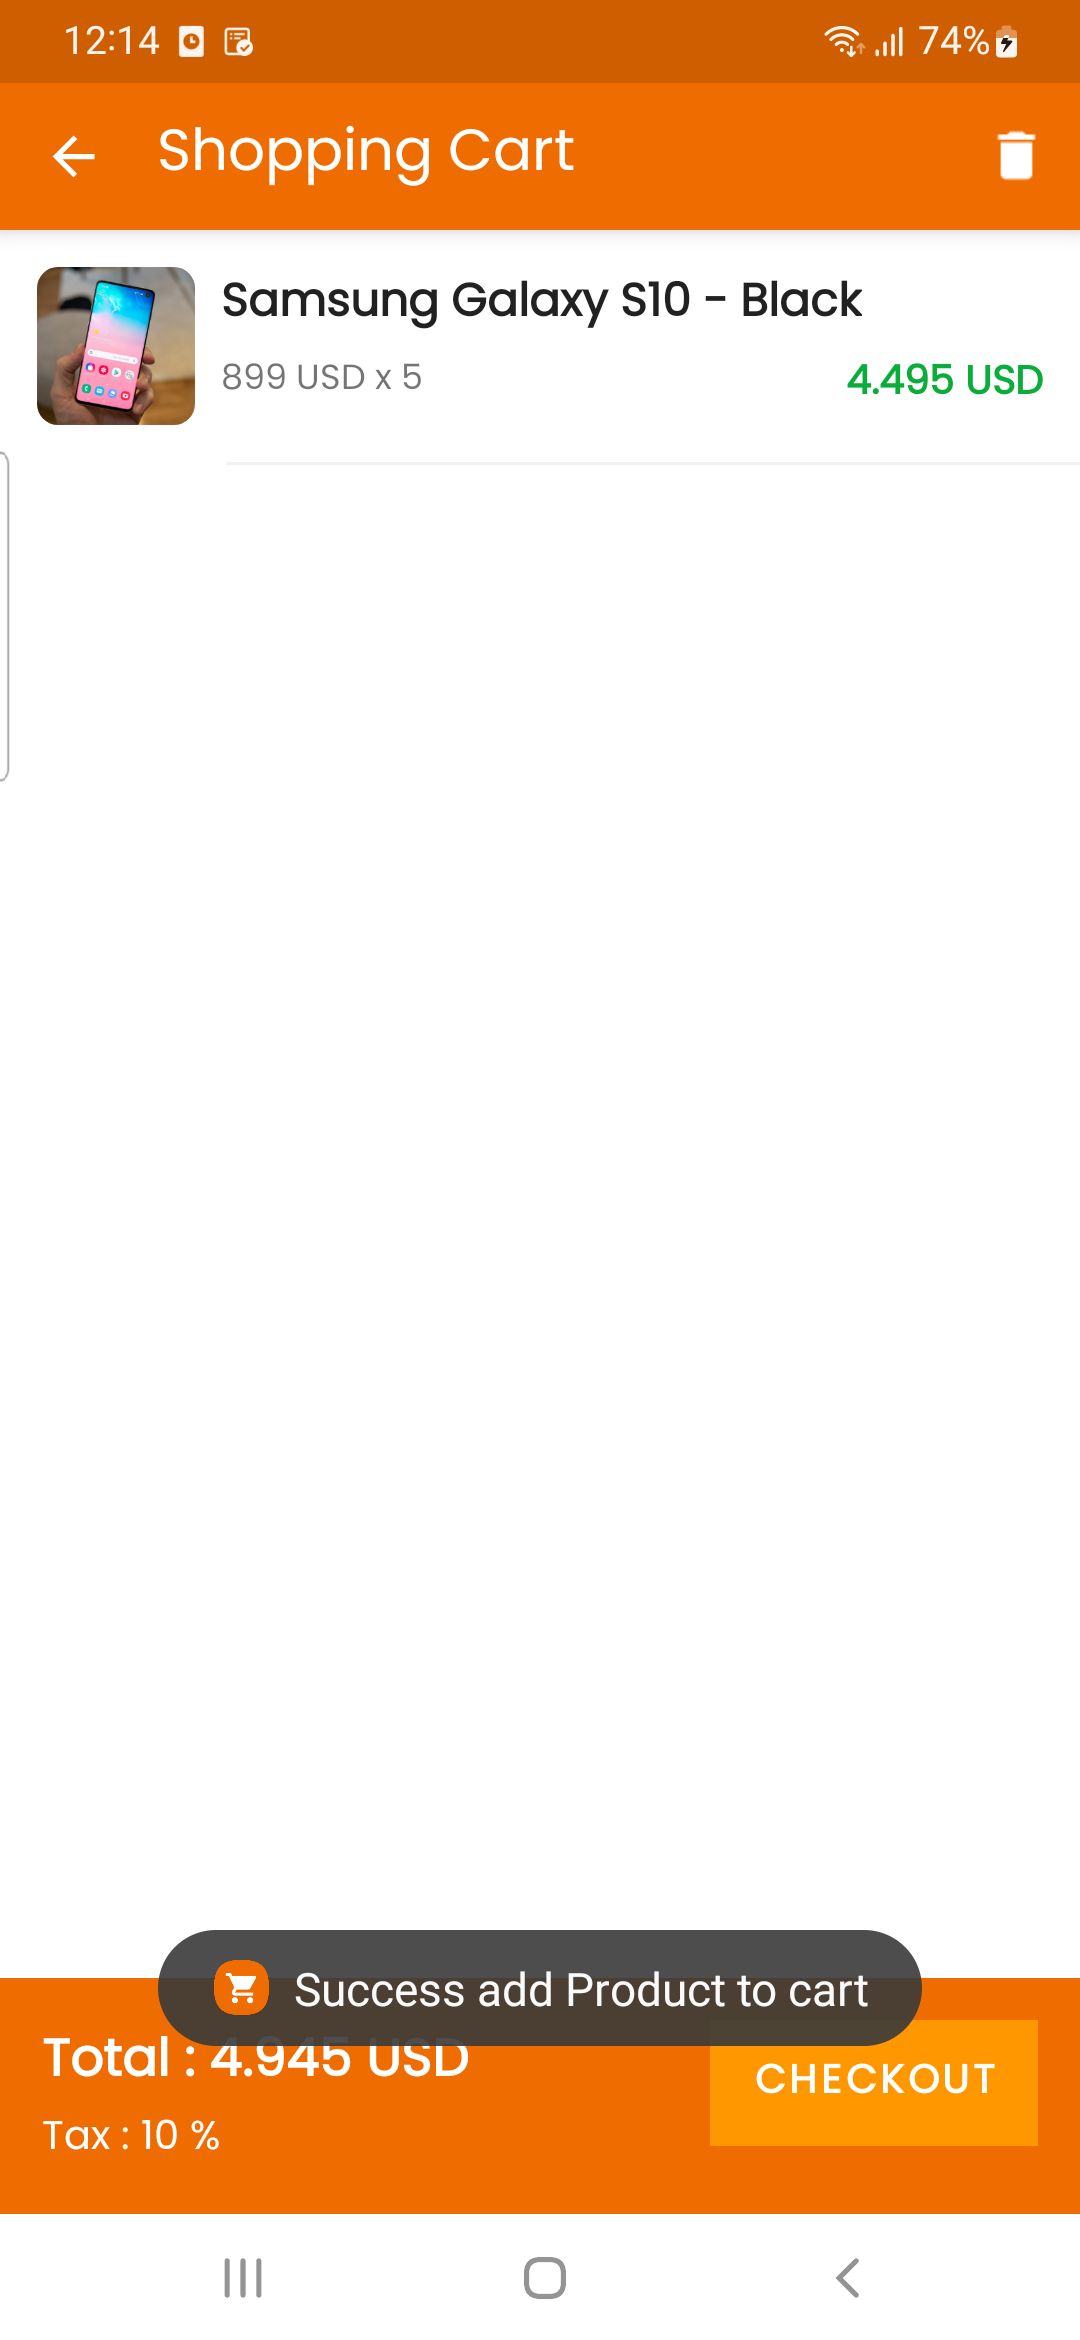 12:14
74%
Shopping Cart
Samsung Galaxy S10 - Black
899 USD x 5
4.495 USD
Success add Product to cart
Total : 4.945 USD
CHECKOUT
Tax : 10 %